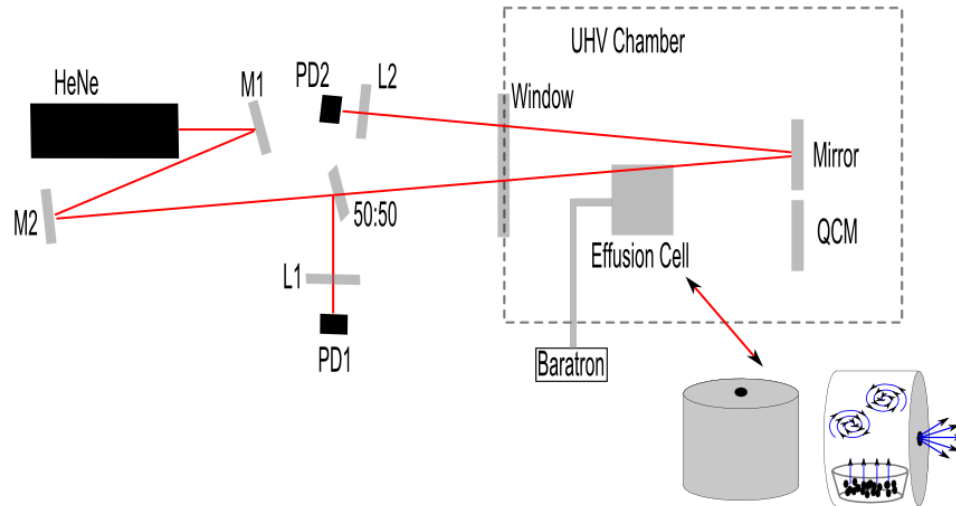 UHV Chamber
HeNe
M1
PD2
L2
Window
Mirror
M2
50:50
QCM
Effusion Cell
L1
PD1
Baratron